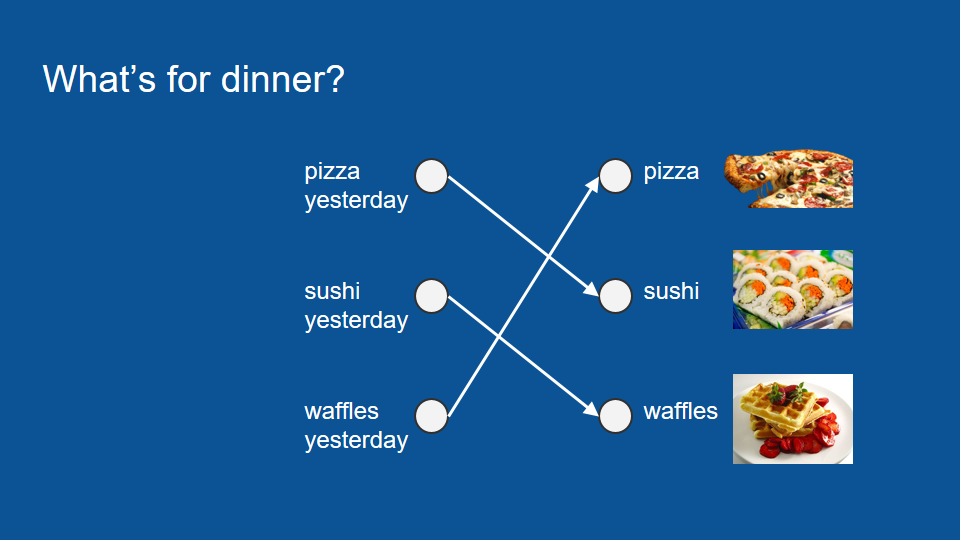 What’s for dinner?
pizza
yesterday
pizza
sushi
yesterday
sushi
waffles
yesterday
waffles